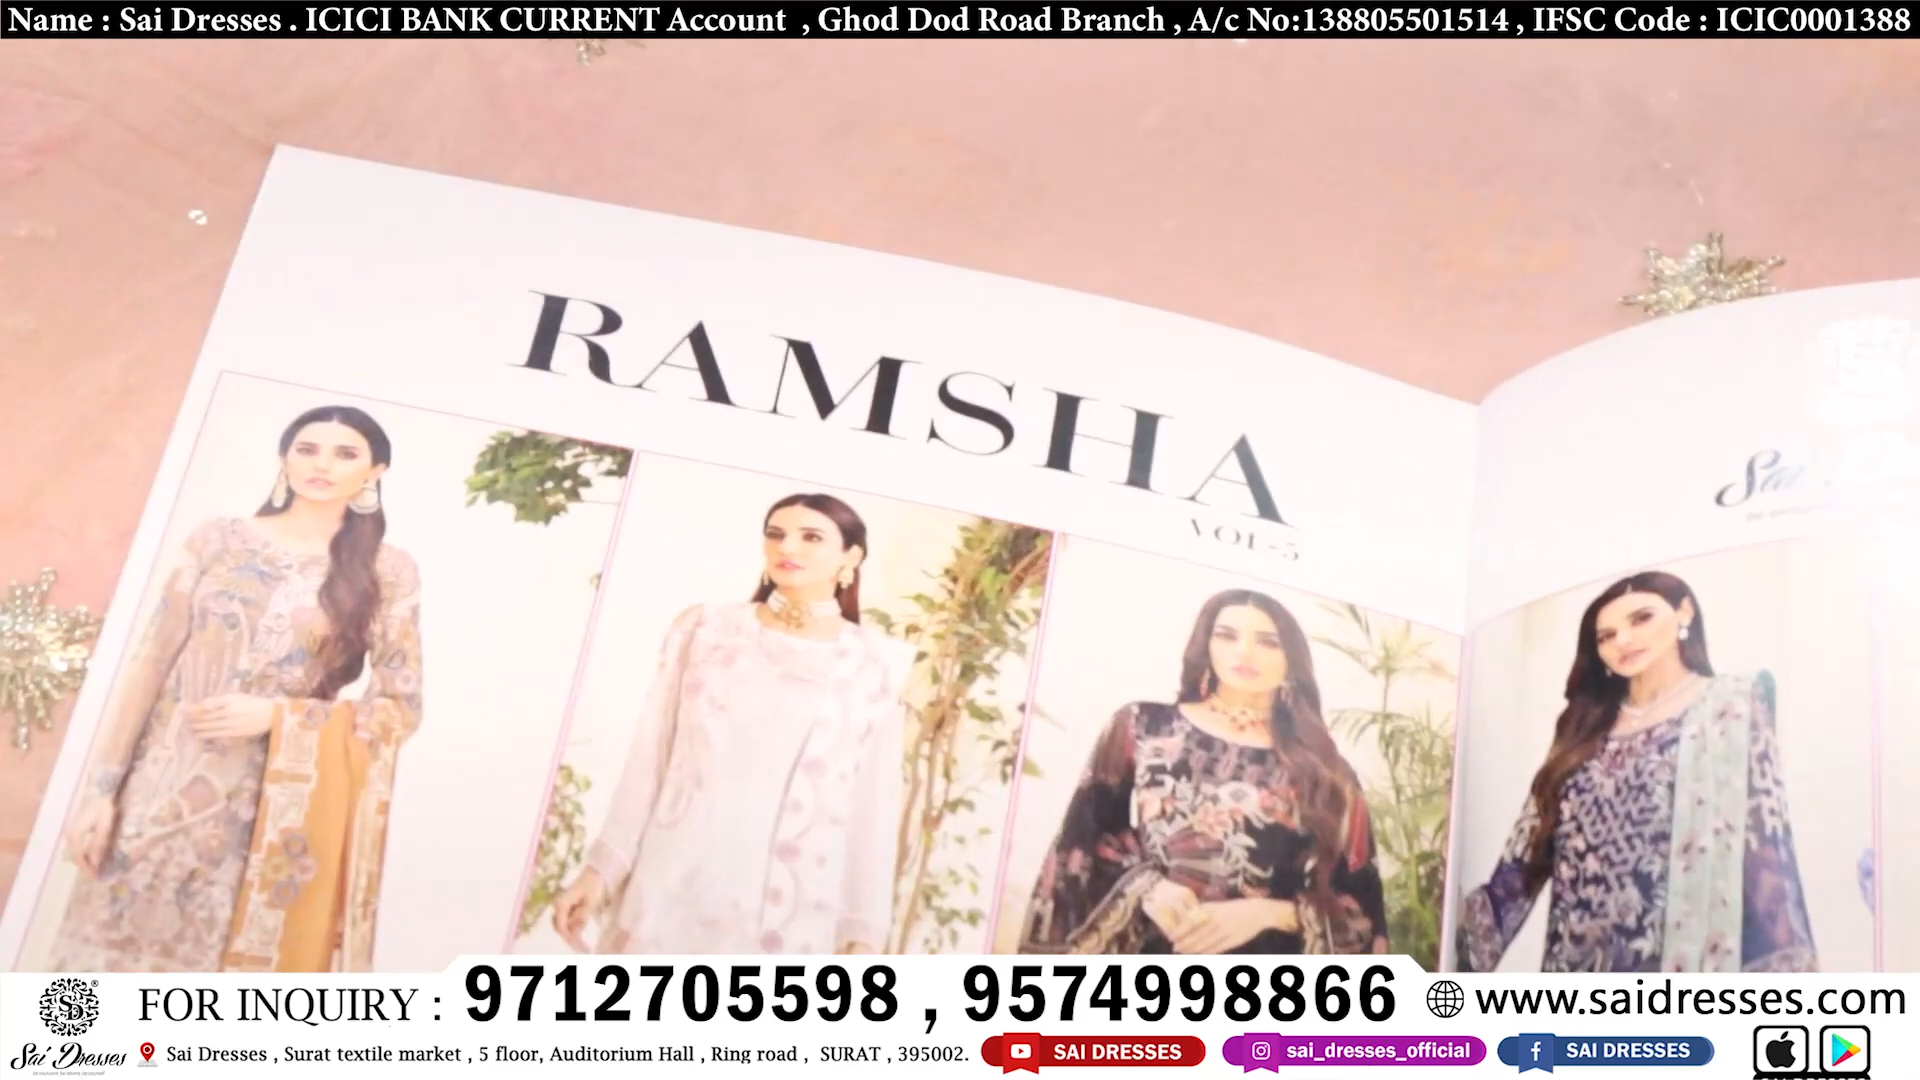 Name : Sai Dresses . ICICI BANK CURRENT Account , Ghod Dod Road Branch , A/c No:138805501514 , IFSC Code : ICIC0001388
RAMSHA
VOL-5
Sai
FOR INQUIRY : 9712705598 , 9574998866
www.saidresses.com
Sai Dresses
Sai Dresses , Surat textile market , 5 floor, Auditorium Hall , Ring road , SURAT , 395002.
SAI DRESSES
sai_dresses_official
SAI DRESSES